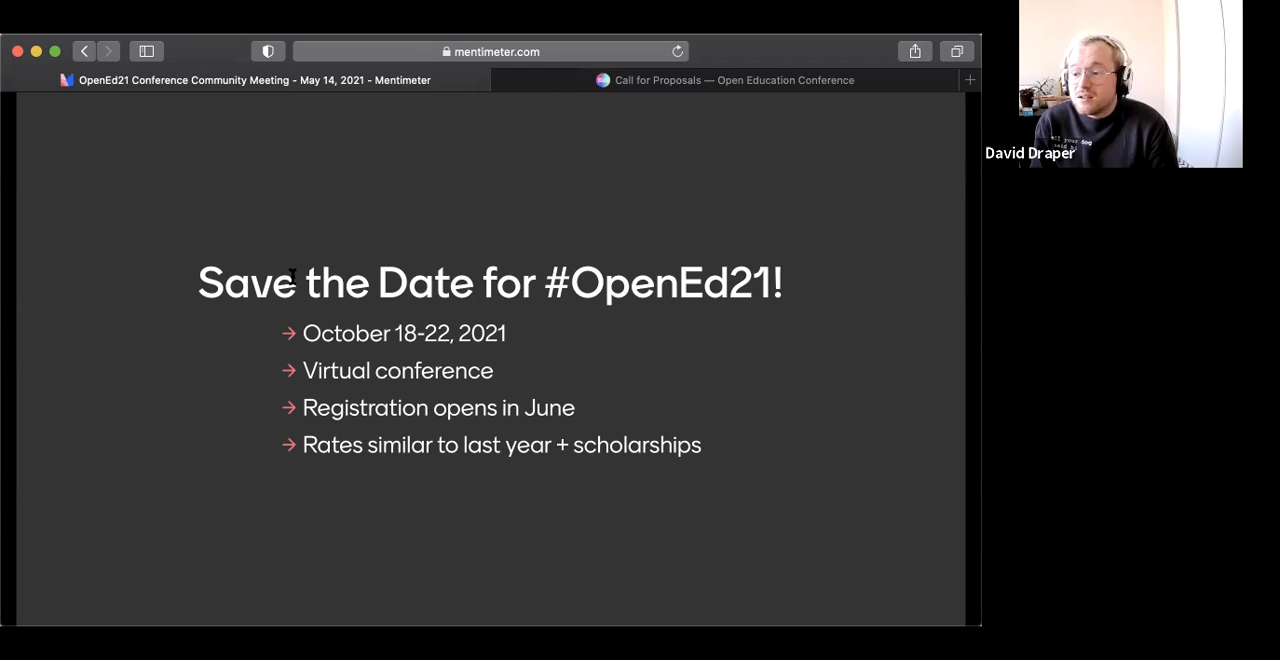 mentimeter.com
OpenEd21 Conference Community Meeting - May 14, 2021 - Mentimeter
Call for Proposals — Open Education Conference
Save the Date for #OpenEd21!
→ October 18-22, 2021
→ Virtual conference
→ Registration opens in June
→ Rates similar to last year + scholarships
David Draper
your dog